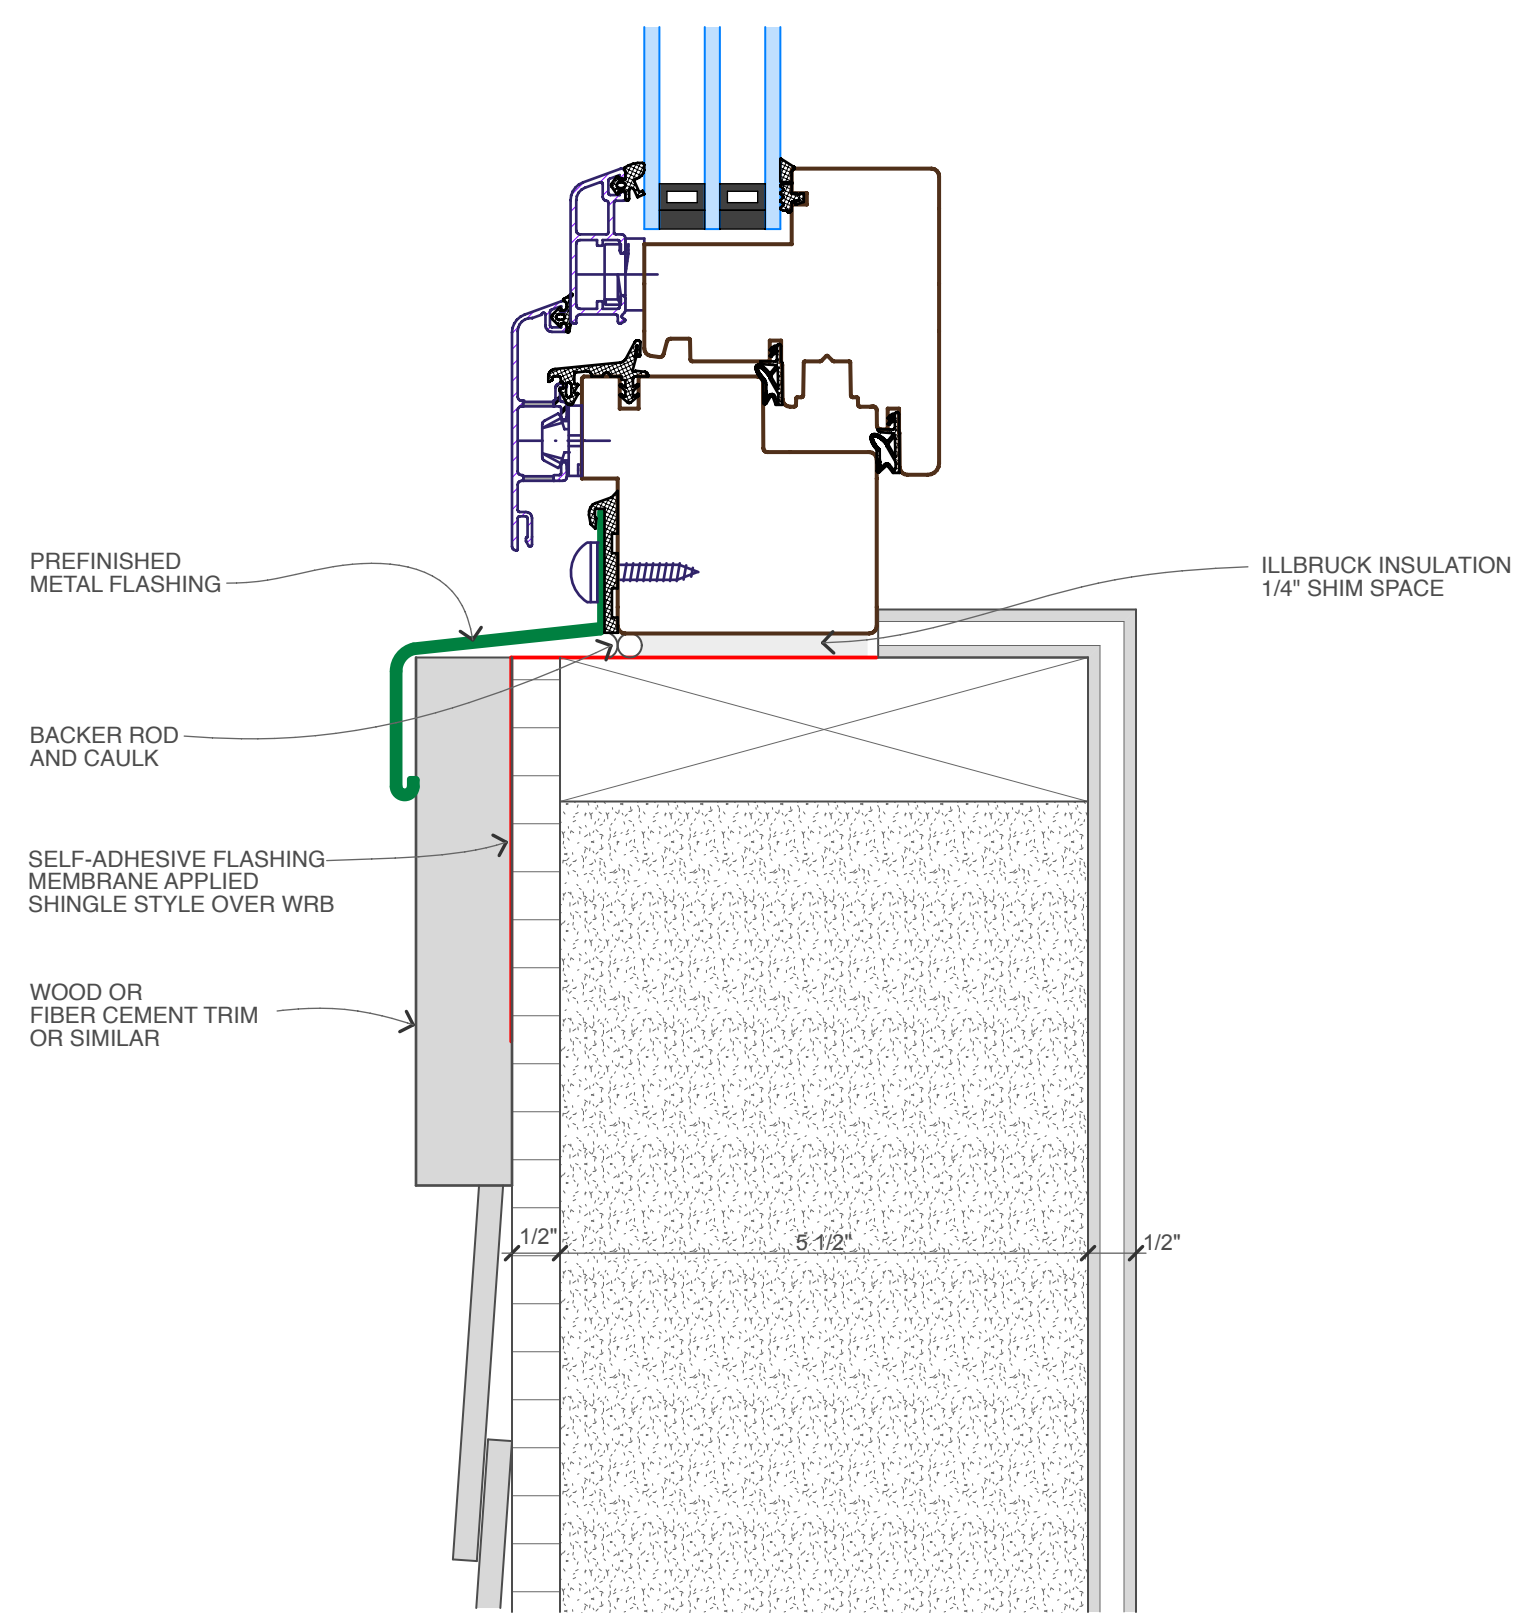 PREFINISHED
METAL FLASHING
ILLBRUCK INSULATION
1/4" SHIM SPACE
BACKER ROD
AND CAULK
SELF-ADHESIVE FLASHING
MEMBRANE APPLIED
SHINGLE STYLE OVER WRB
WOOD OR
FIBER CEMENT TRIM
OR SIMILAR
1/2"
5 1/2"
1/2"